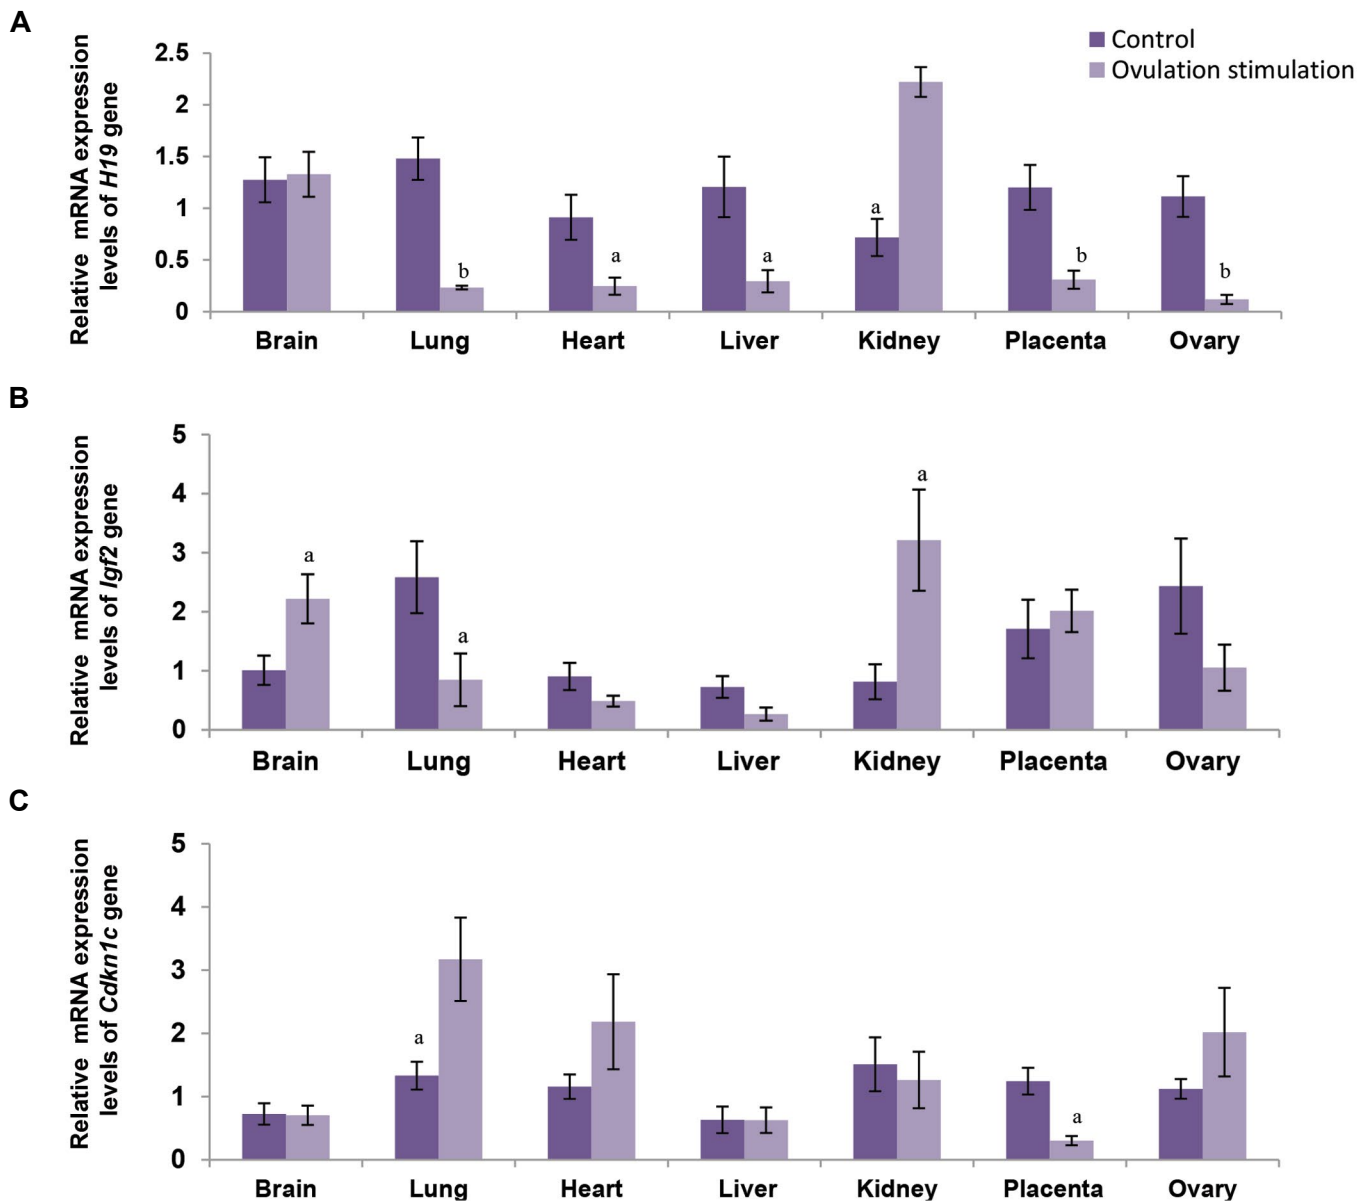 A
Control
Ovulation stimulation
Relative mRNA expression
levels of H19 gene
2.5
2
1.5
1
0.5
0
b
a
a
a
b
b
Brain Lung Heart Liver Kidney Placenta Ovary
B
Relative mRNA expression
levels of Igf2 gene
5
4
3
2
1
0
a
a
a
Brain Lung Heart Liver Kidney Placenta Ovary
C
Relative mRNA expression
levels of Cdkn1c gene
5
4
3
2
1
0
a
a
Brain Lung Heart Liver Kidney Placenta Ovary